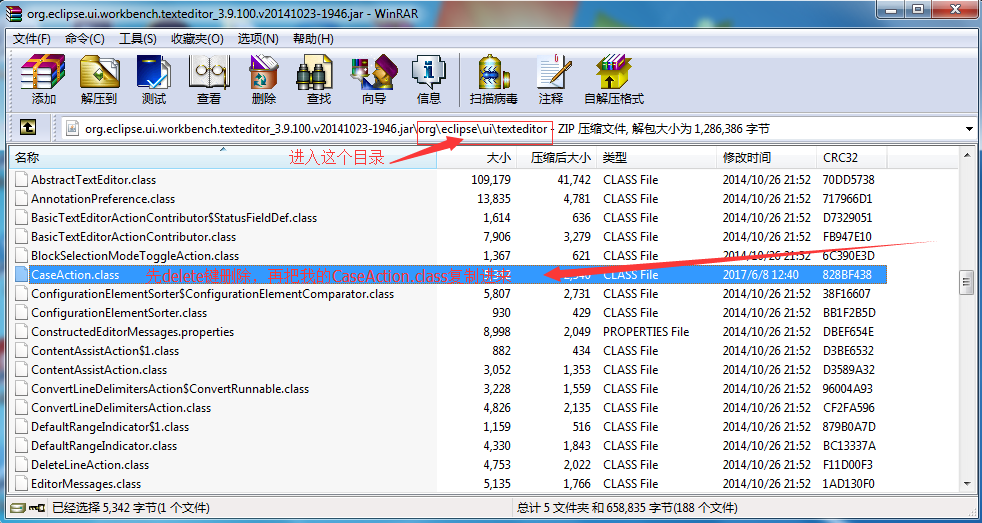 org.eclipse.ui.workbench.texteditor_3.9.100.v20141023-1946.jar - WinRAR
文件(F) 命令(C) 工具(S) 收藏夹(O) 选项(N) 帮助(H)
添加 解压到 测试 查看 删除 查找 向导 信息 扫描病毒 注释 自解压格式
org.eclipse.ui.workbench.texteditor_3.9.100.v20141023-1946.jar\org\eclipse\ui\texteditor - ZIP 压缩文件, 解包大小为 1,286,386 字节
进入这个目录
名称 大小 压缩后大小 类型 修改时间 CRC32
AbstractTextEditor.class 109,179 41,742 CLASS File 2014/10/26 21:52 70DD5738
AnnotationPreference.class 13,835 4,781 CLASS File 2014/10/26 21:52 717966D1
BasicTextEditorActionContributor$StatusFieldDef.class 1,614 636 CLASS File 2014/10/26 21:52 D7329051
BasicTextEditorActionContributor.class 7,906 3,279 CLASS File 2014/10/26 21:52 FB947E10
BlockSelectionModeToggleAction.class 1,367 621 CLASS File 2014/10/26 21:52 6C390E3D
CaseAction.class 先delete键删除，再把我的CaseAction.class复制 5,342 CLASS File 2017/6/8 12:40 828BF438
ConfigurationElementSorter$ConfigurationElementComparator.class 5,807 2,731 CLASS File 2014/10/26 21:52 38F16607
ConfigurationElementSorter.class 930 429 CLASS File 2014/10/26 21:52 BB1F2B5D
ConstructedEditorMessages.properties 8,998 2,049 PROPERTIES File 2014/10/26 21:52 DBEF654E
ContentAssistAction$1.class 882 434 CLASS File 2014/10/26 21:52 D3BE6532
ContentAssistAction.class 3,052 1,353 CLASS File 2014/10/26 21:52 D3589A32
ConvertLineDelimitersAction$ConvertRunnable.class 3,228 1,559 CLASS File 2014/10/26 21:52 96004A93
ConvertLineDelimitersAction.class 4,826 2,135 CLASS File 2014/10/26 21:52 CF2FA596
DefaultRangeIndicator$1.class 1,159 516 CLASS File 2014/10/26 21:52 879B0A7D
DefaultRangeIndicator.class 4,330 1,843 CLASS File 2014/10/26 21:52 BC13337A
DeleteLineAction.class 4,753 2,022 CLASS File 2014/10/26 21:52 F11D00F3
EditorMessages.class 5,135 1,766 CLASS File 2014/10/26 21:52 1AD130F0
已经选择 5,342 字节(1 个文件) 总计 5 文件夹 和 658,835 字节(188 个文件)